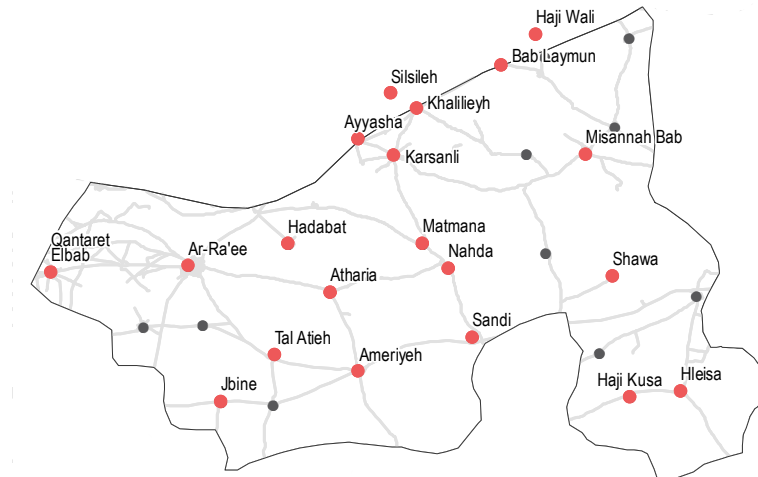 Haji Wali
Bab Laymun
Silsileh
Khalilieyh
Ayyasha
Misannah Bab
Karsanli
Qantaret
Elbab
Ar-Ra'ee
Hadabat
Matmana
Nahda
Shawa
Atharia
Sandi
Tal Atieh
Ameriyeh
Jbine
Haji Kusa
Hleisa